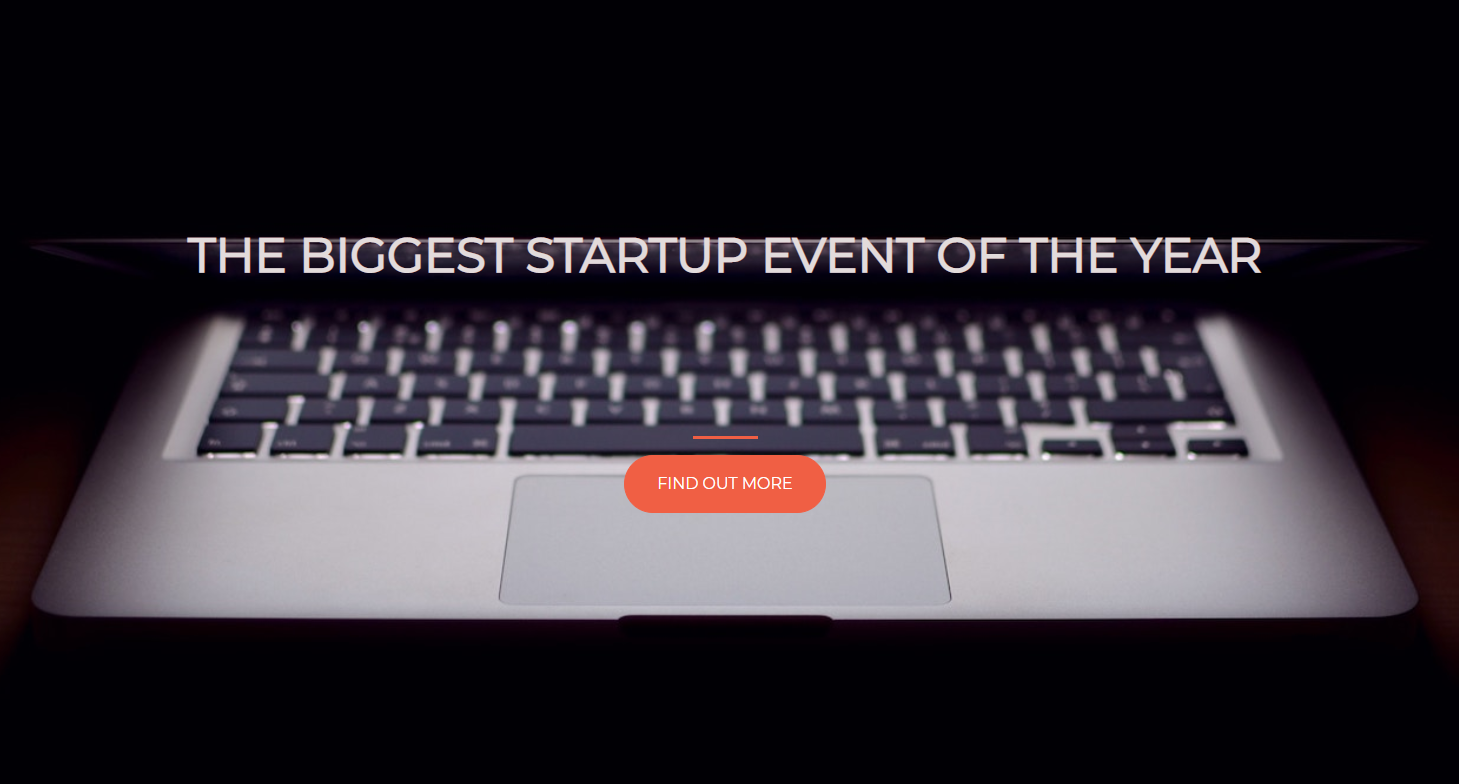 THE BIGGEST STARTUP EVENT OF THE YEAR
FIND OUT MORE